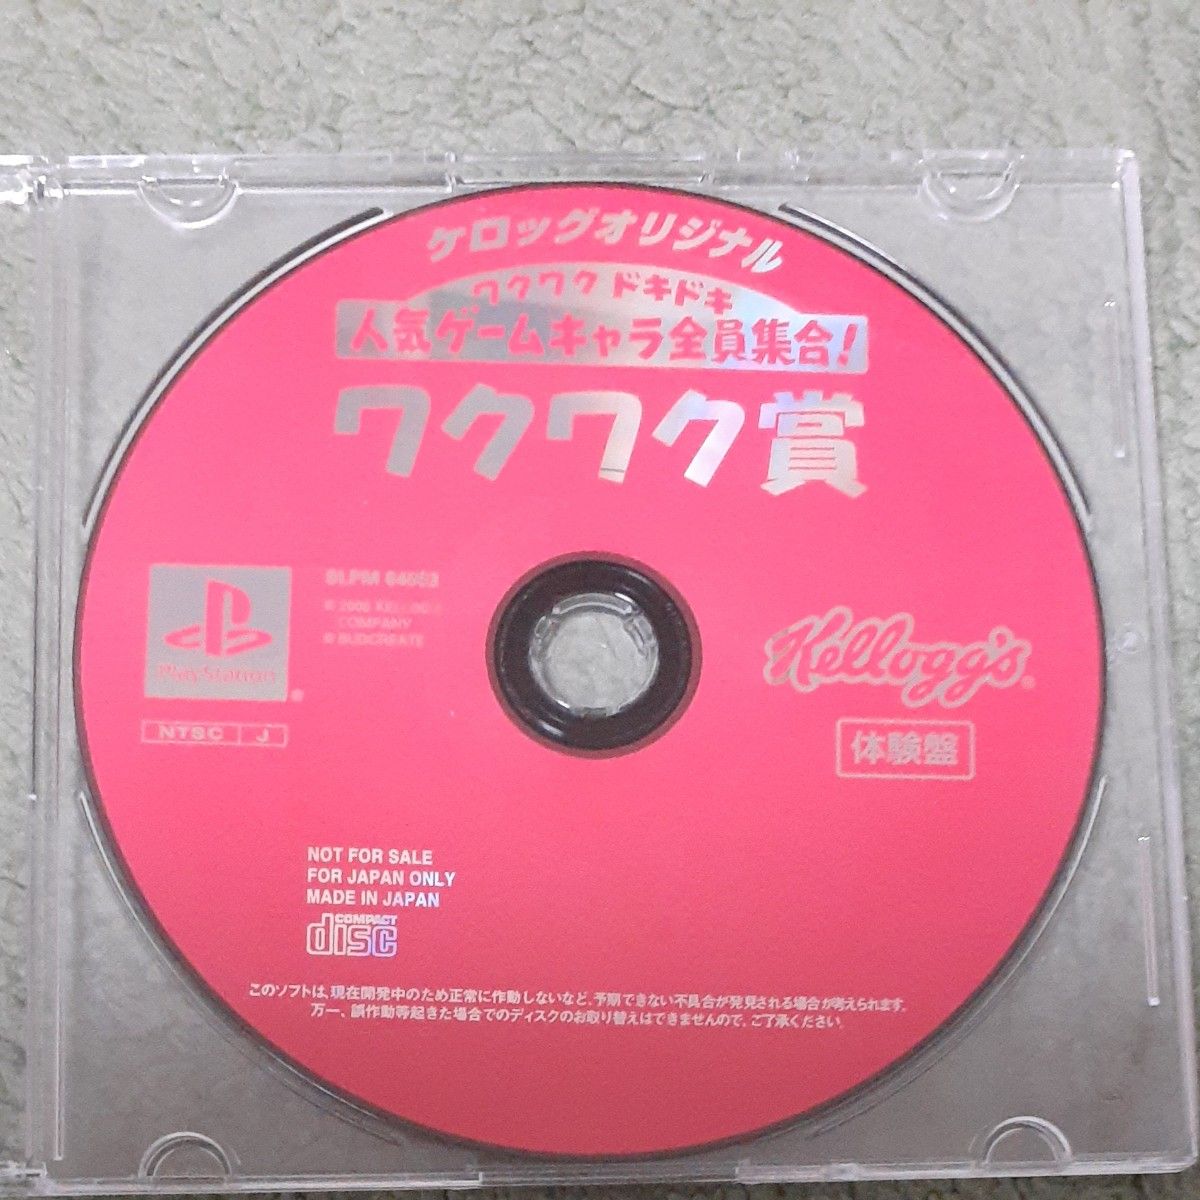 ケロッグオリジナル
ワクワク ドキドキ
人気ゲームキャラ全員集合!
ワクワク賞
PlayStation
®
NTSC J
SLPM
COMPANY
© BUDCREATE
Kelloggs®
体験盤
NOT FOR SALE
FOR JAPAN ONLY
MADE IN JAPAN
COMPACT
disc
このソフトは、現在開発中のため正常に作動しないなど、予期できない不具合が発見される場合が考えられます。
万一、誤作動等起きた場合でのディスクのお取り替えはできませんので、ご了承ください。